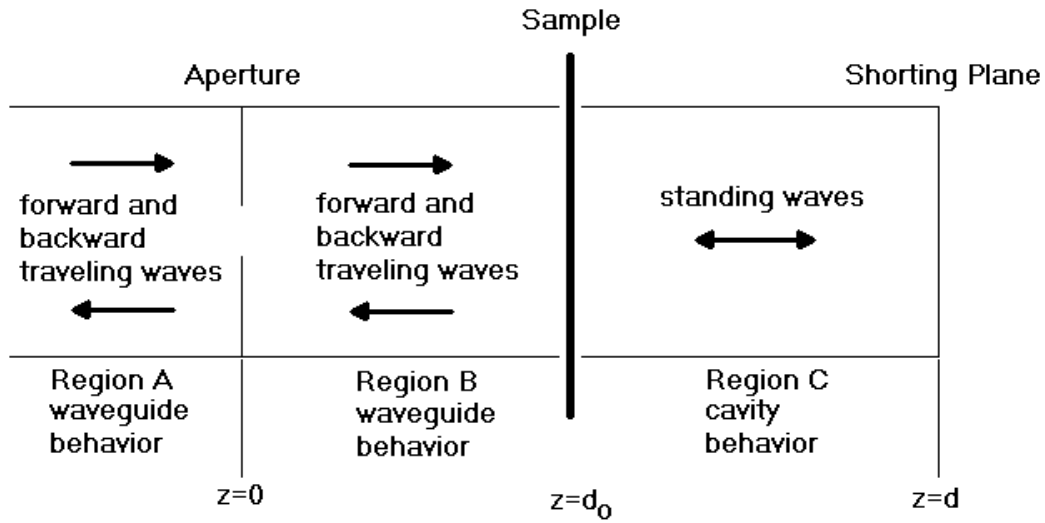 Sample
Aperture
Shorting Plane
forward and
backward
traveling waves
forward and
backward
traveling waves
standing waves
Region A
waveguide
behavior
Region B
waveguide
behavior
Region C
cavity
behavior
z=0
z=d₀
z=d